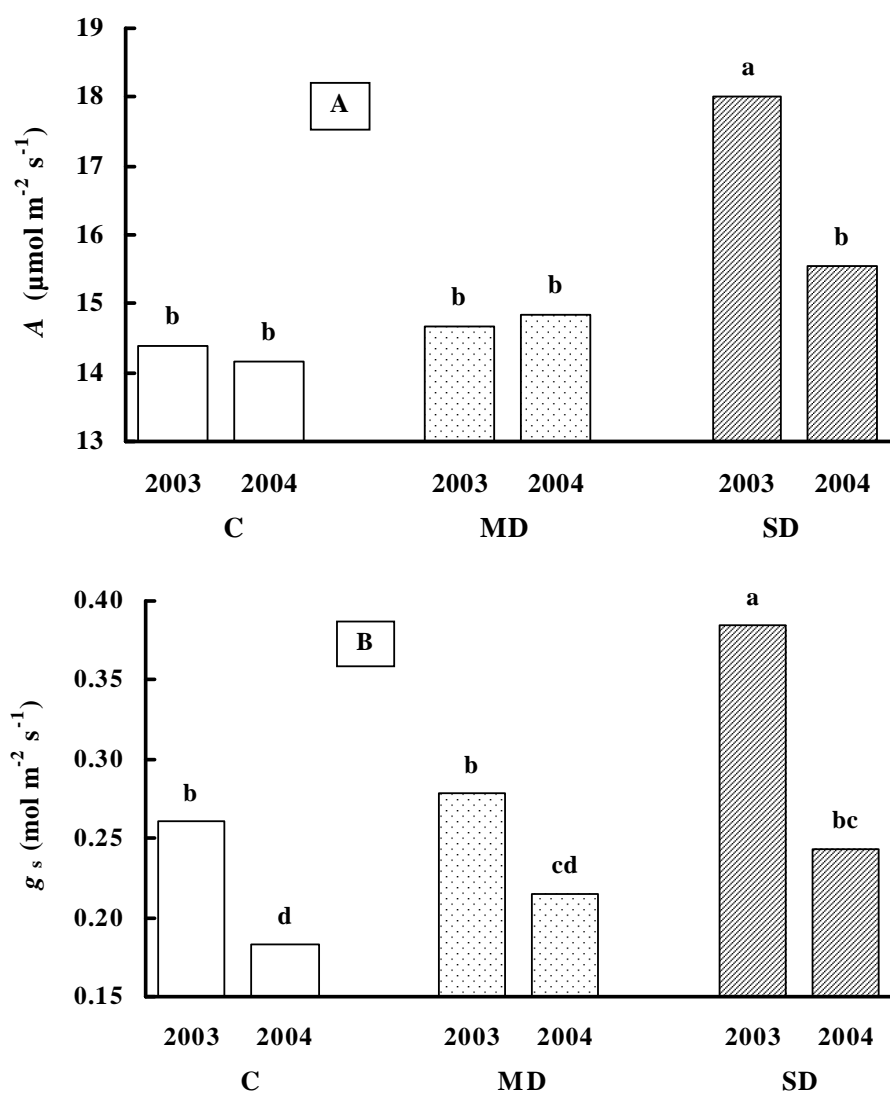 19
18
17
16
15
14
13
A (µmol m-2 s-1)
A
b
b
b
b
a
b
2003 2004 2003 2004 2003 2004
C MD SD
0.40
0.35
0.30
0.25
0.20
0.15
g s (mol m-2 s-1)
B
b
d
b
cd
a
bc
2003 2004 2003 2004 2003 2004
C MD SD